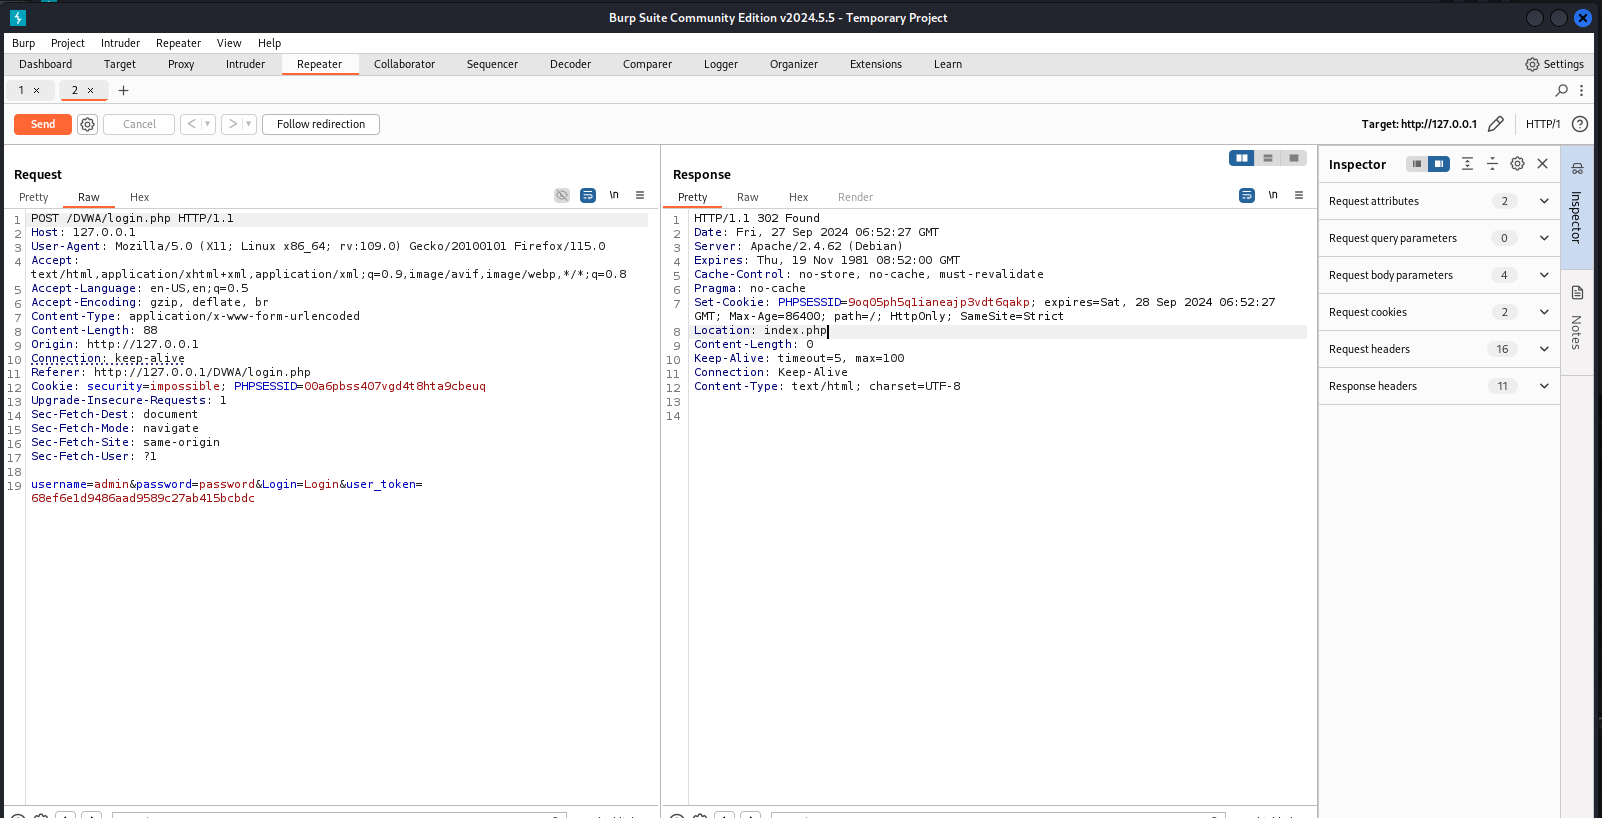 Burp Suite Community Edition v2024.5.5 - Temporary Project
Burp Project Intruder Repeater View Help
Dashboard Target Proxy Intruder Repeater Collaborator Sequencer Decoder Comparer Logger Organizer Extensions Learn Settings
1 × 2 × +
Send Cancel < > Follow redirection Target: http://127.0.0.1 HTTP/1 ?
Request
Pretty Raw Hex \n
1 POST /DVWA/login.php HTTP/1.1
2 Host: 127.0.0.1
3 User-Agent: Mozilla/5.0 (X11; Linux x86_64; rv:109.0) Gecko/20100101 Firefox/115.0
4 Accept:
text/html,application/xhtml+xml,application/xml;q=0.9,image/avif,image/webp,*/*;q=0.8
5 Accept-Language: en-US,en;q=0.5
6 Accept-Encoding: gzip, deflate, br
7 Content-Type: application/x-www-form-urlencoded
8 Content-Length: 88
9 Origin: http://127.0.0.1
10 Connection: keep-alive
11 Referer: http://127.0.0.1/DVWA/login.php
12 Cookie: security=impossible; PHPSESSID=00a6pbss407vgd4t8hta9cbeuq
13 Upgrade-Insecure-Requests: 1
14 Sec-Fetch-Dest: document
15 Sec-Fetch-Mode: navigate
16 Sec-Fetch-Site: same-origin
17 Sec-Fetch-User: ?1
18
19 username=admin&password=password&Login=Login&user_token=
68ef6e1d9486aad9589c27ab415bcbdc
Response
Pretty Raw Hex Render \n
1 HTTP/1.1 302 Found
2 Date: Fri, 27 Sep 2024 06:52:27 GMT
3 Server: Apache/2.4.62 (Debian)
4 Expires: Thu, 19 Nov 1981 08:52:00 GMT
5 Cache-Control: no-store, no-cache, must-revalidate
6 Pragma: no-cache
7 Set-Cookie: PHPSESSID=9oq05ph5q1ianeajp3vdt6qakp; expires=Sat, 28 Sep 2024 06:52:27
GMT; Max-Age=86400; path=/; HttpOnly; SameSite=Strict
8 Location: index.php
9 Content-Length: 0
10 Keep-Alive: timeout=5, max=100
11 Connection: Keep-Alive
12 Content-Type: text/html; charset=UTF-8
13
14
Inspector
Request attributes 2
Request query parameters 0
Request body parameters 4
Request cookies 2
Request headers 16
Response headers 11
Inspector
Notes